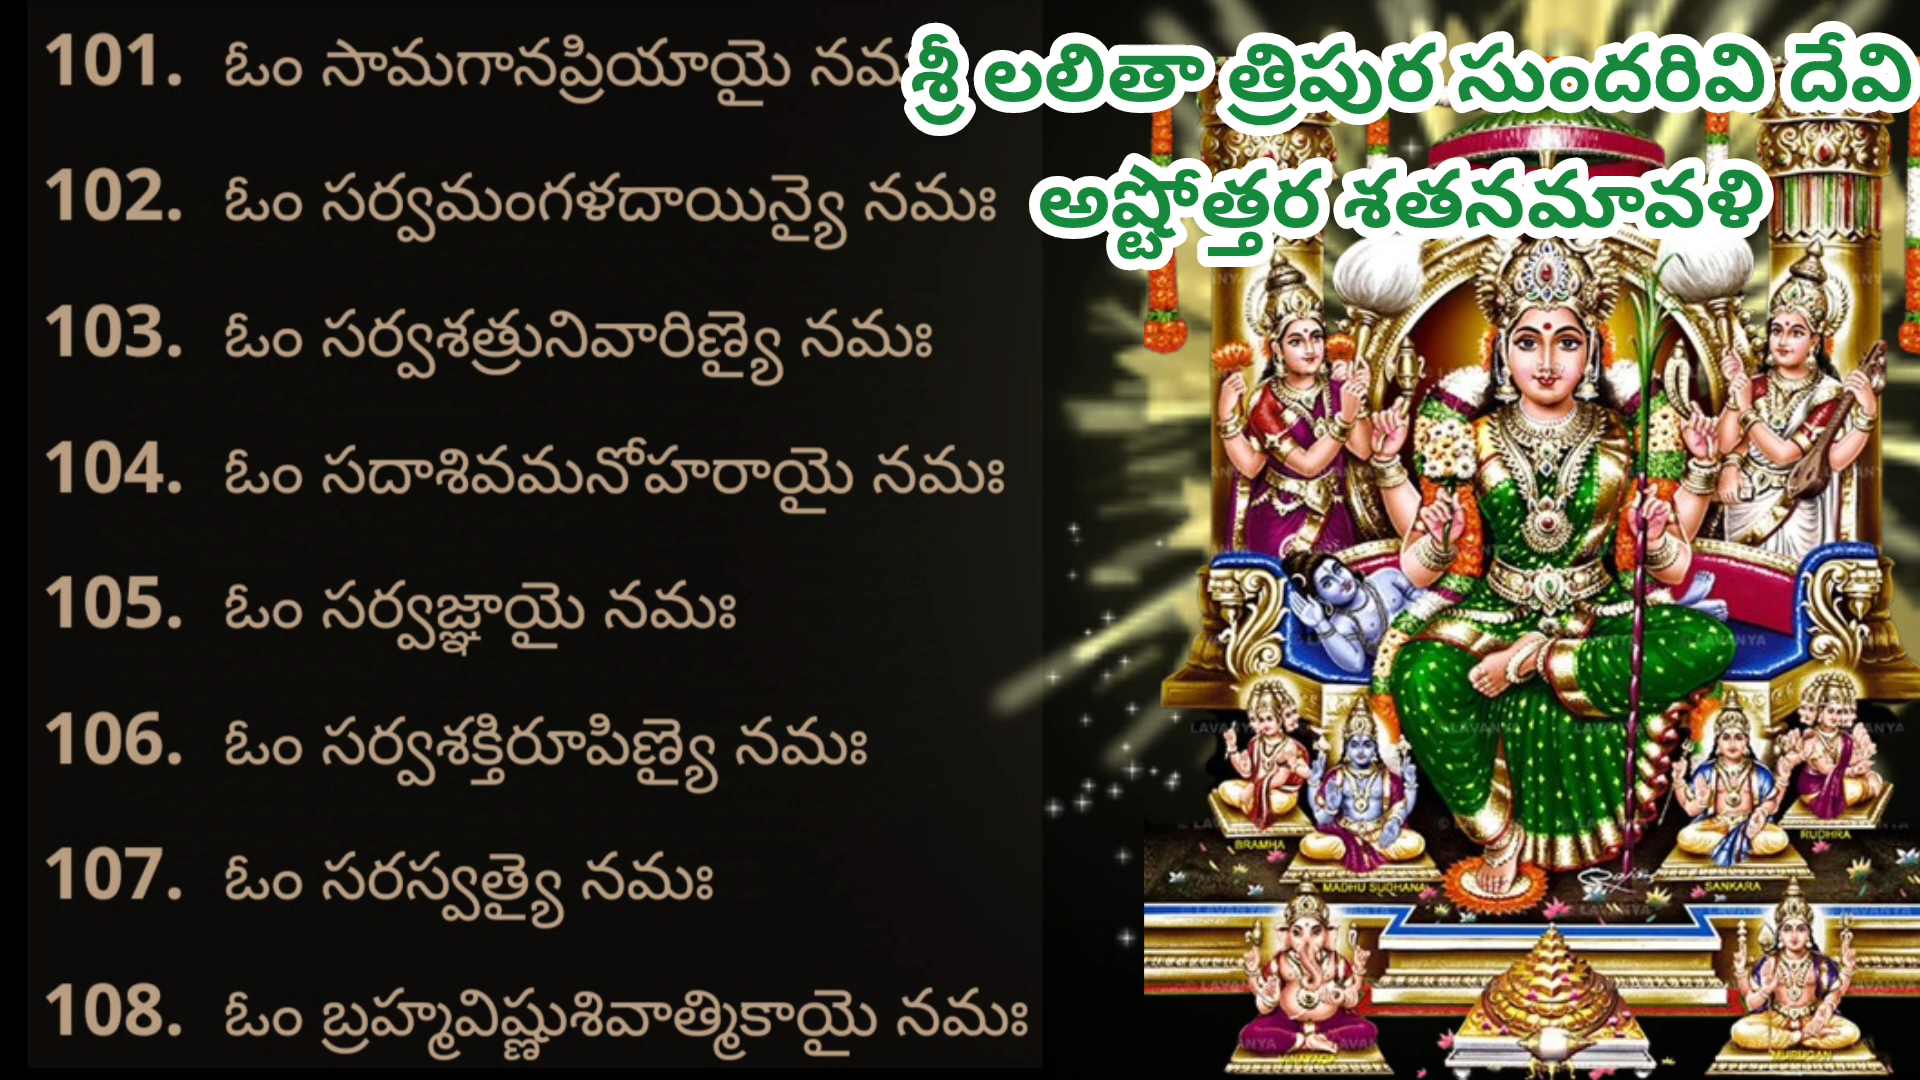 శ్రీ లలితా త్రిపుర సుందరివి దేవి
అష్టోత్తర శతనమావళి
101. ఓం సామగానప్రియాయై నమ
102. ఓం సర్వమంగళదాయిన్యై నమః
103. ఓం సర్వశత్రునివారిణ్యై నమః
104. ఓం సదాశివమనోహరాయై నమః
105. ఓం సర్వజ్ఞాయై నమః
106. ఓం సర్వశక్తిరూపిణ్యై నమః
107. ఓం సరస్వత్యై నమః
108. ఓం బ్రహ్మవిష్ణుశివాత్మికాయై నమః
BRAMHA
MADHU SUDHANA
SANKARA
RUDHRA
MURUGAN
LAVANYA